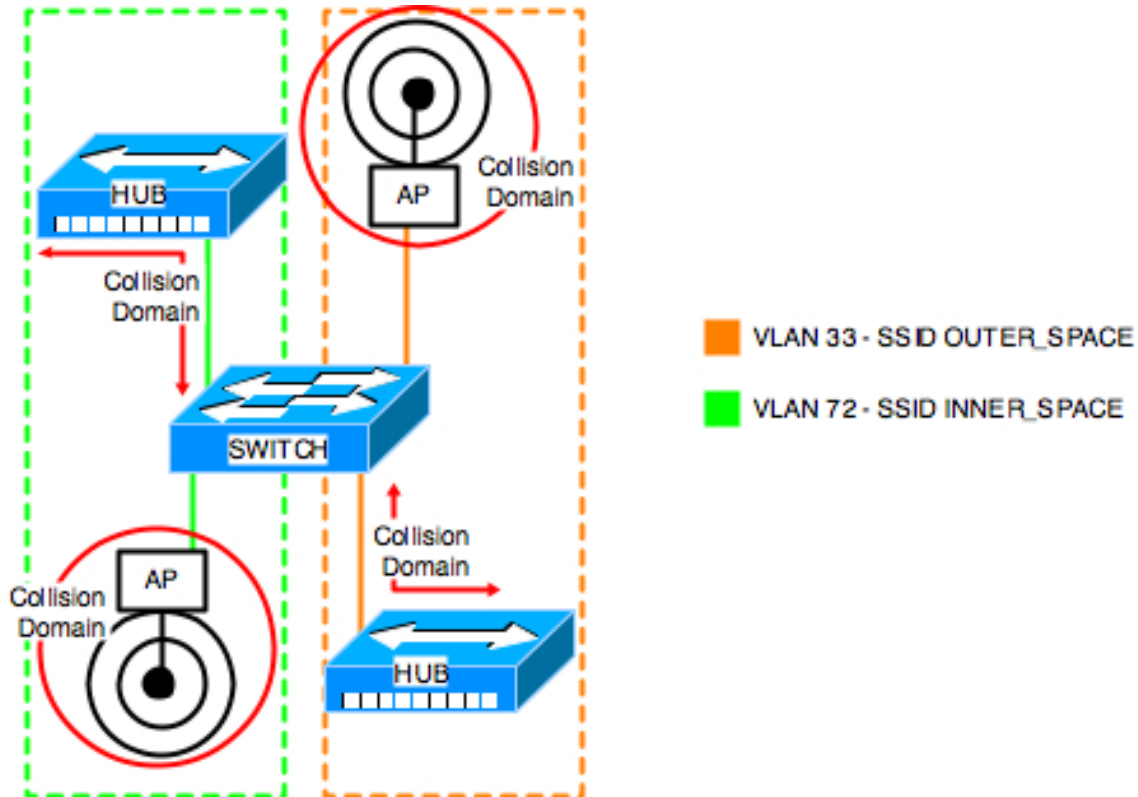 HUB
Collision
Domain
AP
Collision
Domain
SWITCH
Collision
Domain
AP
Collision
Domain
HUB
VLAN 33 - SSID OUTER_SPACE
VLAN 72 - SSID INNER_SPACE